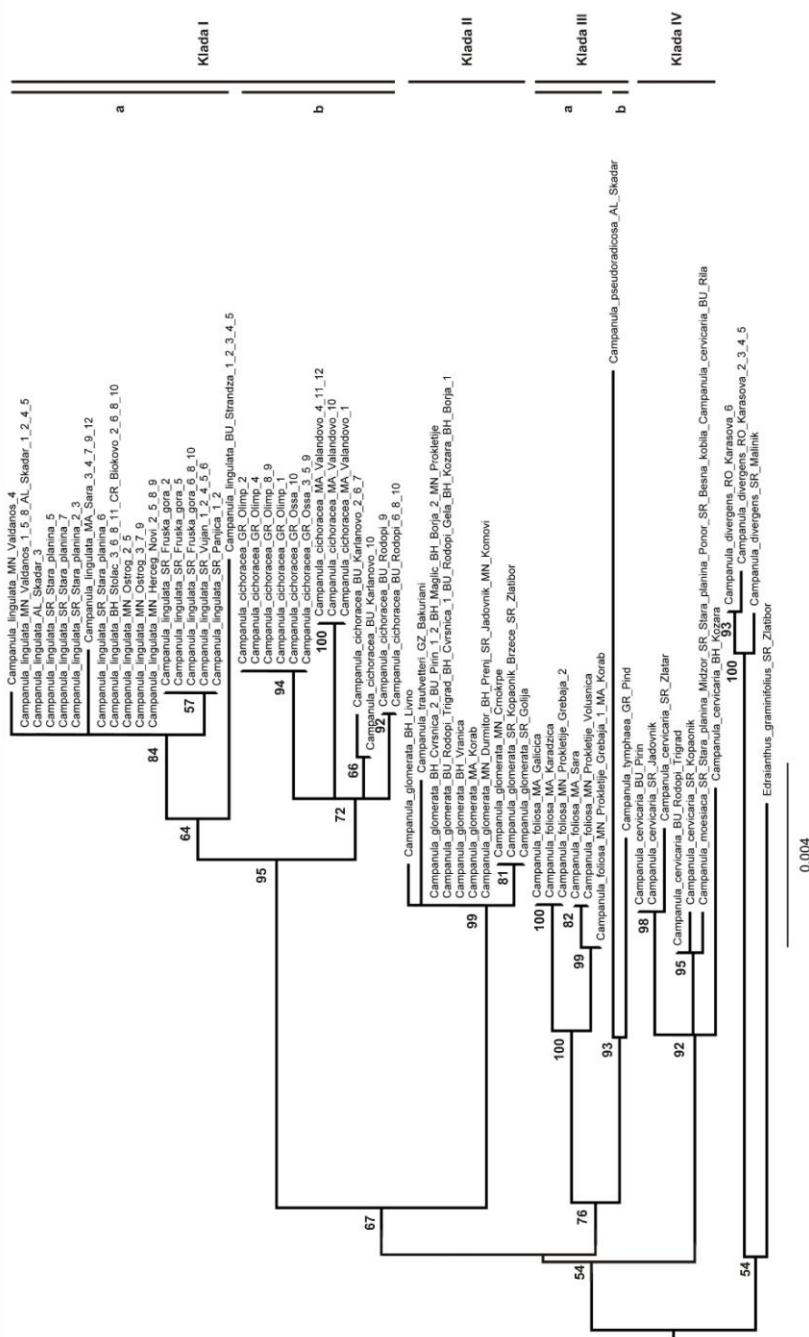 Klada I
Klada II
Klada III
Klada IV
a
b
a
b
Campanula_lingulata_MN_Valdanos_4
Campanula_lingulata_MN_Valdanos_1_5_8_AL_Skadar_1_2_4_5
Campanula_lingulata_AL_Skadar_3
Campanula_lingulata_SR_Stara_planina_5
Campanula_lingulata_SR_Stara_planina_7
Campanula_lingulata_SR_Stara_planina_2_3
Campanula_lingulata_MA_Sara_3_4_7_9_12
Campanula_lingulata_SR_Stara_planina_6
Campanula_lingulata_BH_Stolac_3_6_8_11_CR_Biokovo_2_6_8_10
Campanula_lingulata_MN_Ostrog_2_5
Campanula_lingulata_MN_Ostrog_3_7_9
Campanula_lingulata_MN_Herceg_Novi_2_5_8_9
Campanula_lingulata_SR_Fruska_gora_2
Campanula_lingulata_SR_Fruska_gora_5
Campanula_lingulata_SR_Fruska_gora_6_8_10
Campanula_lingulata_SR_Vujan_1_2_4_5_6
Campanula_lingulata_SR_Panjica_1_2
Campanula_lingulata_BU_Strandza_1_2_3_4_5
Campanula_cichoracea_GR_Olimp_2
Campanula_cichoracea_GR_Olimp_4
Campanula_cichoracea_GR_Olimp_8_9
Campanula_cichoracea_GR_Olimp_1
Campanula_cichoracea_GR_Ossa_10
Campanula_cichoracea_GR_Ossa_3_5_9
Campanula_cichoracea_MA_Valandovo_4_11_12
Campanula_cichoracea_MA_Valandovo_10
Campanula_cichoracea_MA_Valandovo_1
Campanula_cichoracea_BU_Karlanovo_2_6_7
Campanula_cichoracea_BU_Karlanovo_10
Campanula_cichoracea_BU_Rodopi_9
Campanula_cichoracea_BU_Rodopi_6_8_10
Campanula_glomerata_BH_Livno
Campanula_trautvetteri_GZ_Bakuriani
Campanula_glomerata_BH_Cvrsnica_2_BU_Pirin_1_2_BH_Maglic_BH_Borja_2_MN_Prokletije
Campanula_glomerata_BU_Rodopi_Trigrad_BH_Cvrsnica_1_BU_Rodopi_Gela_BH_Kozara_BH_Borja_1
Campanula_glomerata_BH_Vranica
Campanula_glomerata_MA_Korab
Campanula_glomerata_MN_Durmitor_BH_Prenj_SR_Jadovnik_MN_Komovi
Campanula_glomerata_MN_Crnokrpe
Campanula_glomerata_SR_Kopaonik_Brzece_SR_Zlatibor
Campanula_glomerata_SR_Golija
Campanula_foliosa_MA_Galicica
Campanula_foliosa_MA_Karadzica
Campanula_foliosa_MN_Prokletije_Grebaja_2
Campanula_foliosa_MA_Sara
Campanula_foliosa_MN_Prokletije_Volusnica
Campanula_foliosa_MN_Prokletije_Grebaja_1_MA_Korab
Campanula_pseudoradicosa_AL_Skadar
Campanula_tymphaea_GR_Pind
Campanula_cervicaria_BU_Pirin
Campanula_cervicaria_SR_Jadovnik
Campanula_cervicaria_SR_Zlatar
Campanula_cervicaria_BU_Rodopi_Trigrad
Campanula_cervicaria_SR_Kopaonik
Campanula_moesiaca_SR_Stara_planina_Midzor_SR_Stara_planina_Ponor_SR_Besna_kobila_Campanula_cervicaria_BU_Rila
Campanula_cervicaria_BH_Kozara
Campanula_divergens_RO_Karasova_6
Campanula_divergens_RO_Karasova_2_3_4_5
Campanula_divergens_SR_Malinik
Edraianthus_graminifolius_SR_Zlatibor
84
57
64
95
94
100
72
66
92
67
99
81
100
100
82
99
76
93
98
95
92
54
93
100
54
0.004